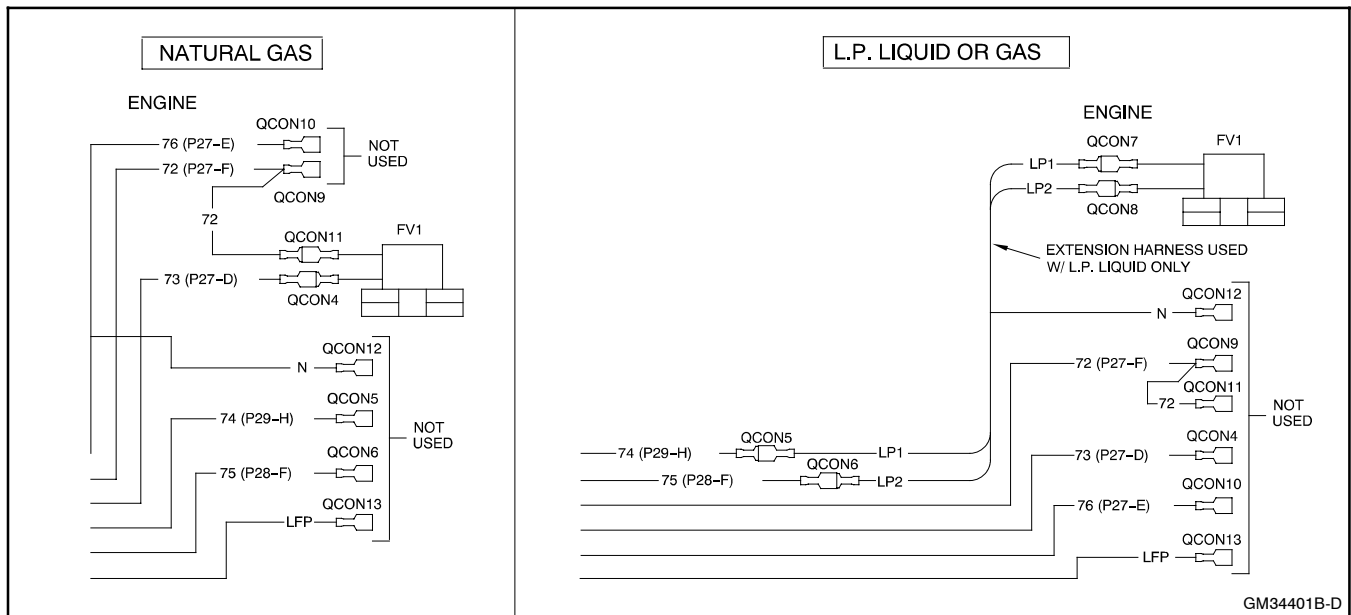 NATURAL GAS
ENGINE
QCON10
76 (P27-E)
NOT
USED
72 (P27-F)
QCON9
72
QCON11
FV1
73 (P27-D)
QCON4
QCON12
N
QCON5
74 (P29-H)
NOT
USED
QCON6
75 (P28-F)
QCON13
LFP
L.P. LIQUID OR GAS
ENGINE
QCON7
FV1
LP1
LP2
QCON8
EXTENSION HARNESS USED
W/ L.P. LIQUID ONLY
QCON12
N
QCON9
72 (P27-F)
QCON11
72
NOT
USED
QCON5
QCON4
74 (P29-H)
LP1
73 (P27-D)
QCON6
75 (P28-F)
LP2
QCON10
76 (P27-E)
QCON13
LFP
GM34401B-D